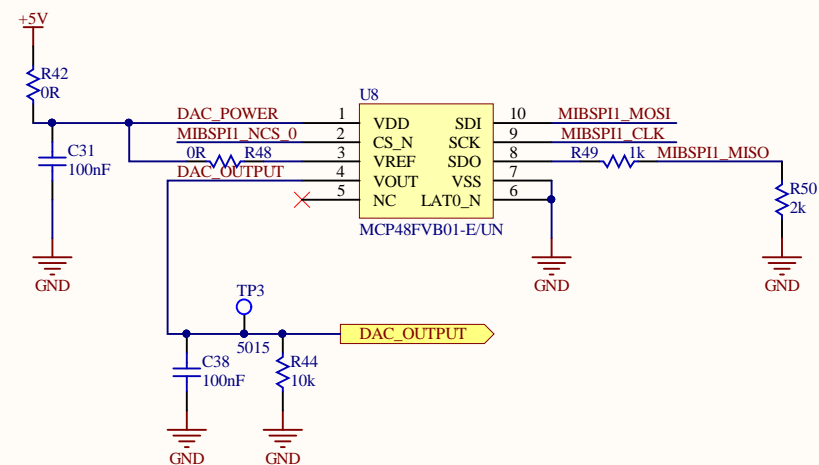 +5V
R42
0R
C31
100nF
GND
DAC_POWER
MIBSPI1_NCS_0
0R R48
DAC_OUTPUT
U8
1 VDD SDI 10
2 CS_N SCK 9
3 VREF SDO 8
4 VOUT VSS 7
5 NC LAT0_N 6
MCP48FVB01-E/UN
MIBSPI1_MOSI
MIBSPI1_CLK
R49 1k MIBSPI1_MISO
R50
2k
GND
GND
TP3
5015
DAC_OUTPUT
C38
100nF
R44
10k
GND
GND